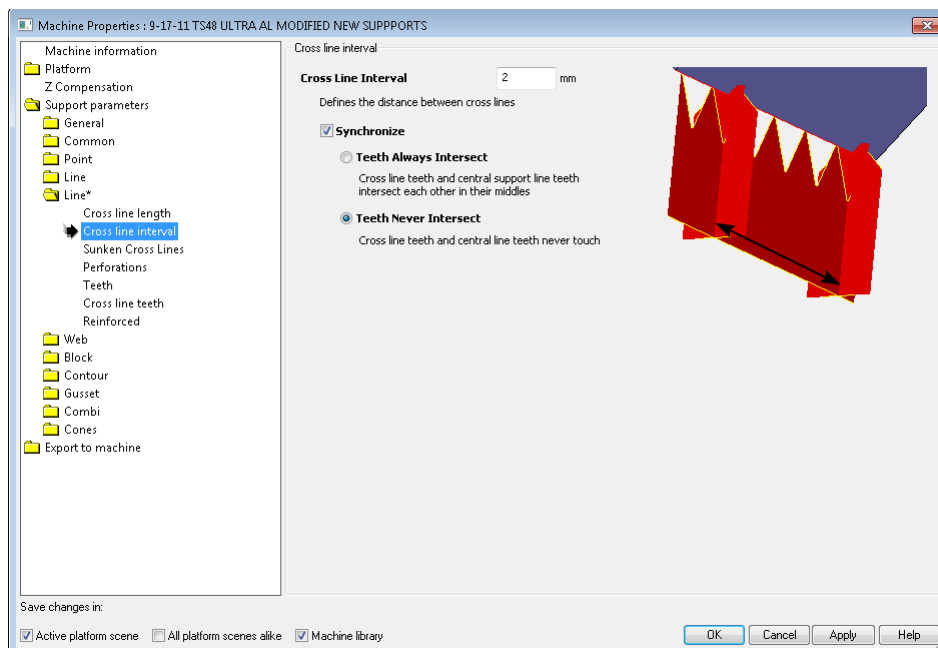 Machine Properties : 9-17-11 TS48 ULTRA AL MODIFIED NEW SUPPPORTS
Machine information
Platform
Z Compensation
Support parameters
General
Common
Point
Line
Line*
Cross line length
Cross line interval
Sunken Cross Lines
Perforations
Teeth
Cross line teeth
Reinforced
Web
Block
Contour
Gusset
Combi
Cones
Export to machine
Cross line interval
Cross Line Interval 2 mm
Defines the distance between cross lines
Synchronize
Teeth Always Intersect
Cross line teeth and central support line teeth
intersect each other in their middles
Teeth Never Intersect
Cross line teeth and central line teeth never touch
Save changes in:
Active platform scene All platform scenes alike Machine library
OK Cancel Apply Help